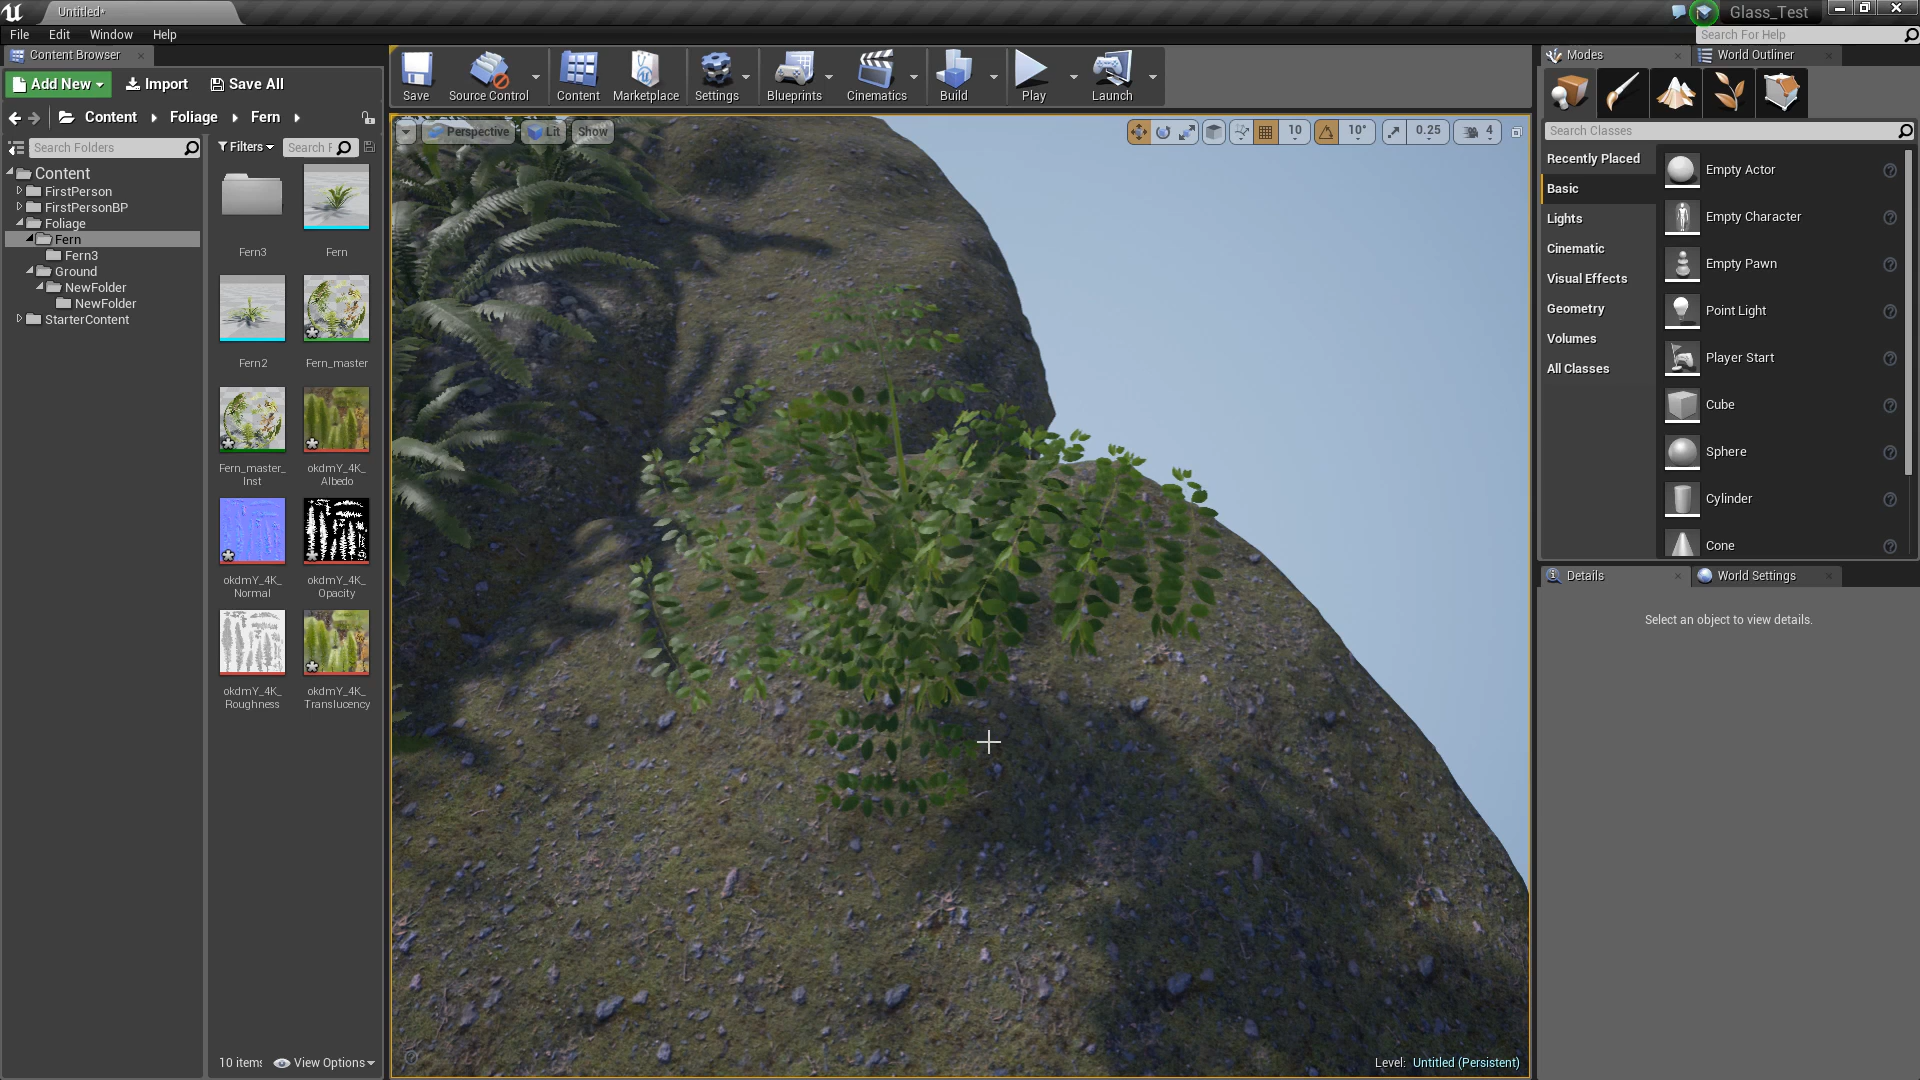 Untitled*
Glass_Test
File Edit Window Help
Search For Help
Content Browser
Modes
World Outliner
Add New
Import
Save All
Save
Source Control
Content
Marketplace
Settings
Blueprints
Cinematics
Build
Play
Launch
Content
Foliage
Fern
Search Folders
Filters
Search F
Content
FirstPerson
FirstPersonBP
Foliage
Fern
Fern3
Ground
NewFolder
NewFolder
StarterContent
Fern3
Fern
Fern2
Fern_master
Fern_master_
Inst
okdmY_4K_
Albedo
okdmY_4K_
Normal
okdmY_4K_
Opacity
okdmY_4K_
Roughness
okdmY_4K_
Translucency
10 items
View Options
Perspective
Lit
Show
10
10°
0.25
4
Level: Untitled (Persistent)
Search Classes
Recently Placed
Basic
Lights
Cinematic
Visual Effects
Geometry
Volumes
All Classes
Empty Actor
Empty Character
Empty Pawn
Point Light
Player Start
Cube
Sphere
Cylinder
Cone
Details
World Settings
Select an object to view details.